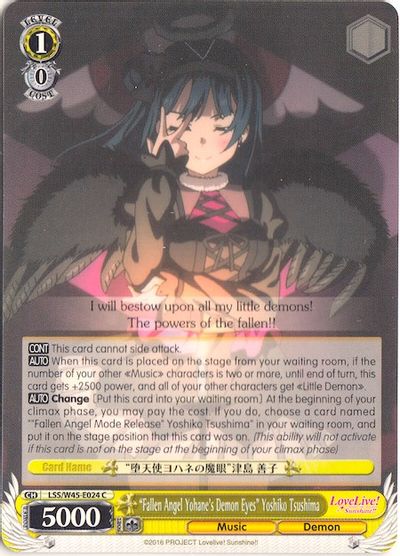 LEVEL
1
0
COST
I will bestow upon all my little demons!
The powers of the fallen!!
CONT This card cannot side attack.
AUTO When this card is placed on the stage from your waiting room, if the
number of your other «Music» characters is two or more, until end of turn, this
card gets +2500 power, and all of your other characters get «Little Demon».
AUTO Change [Put this card into your waiting room] At the beginning of your
climax phase, you may pay the cost. If you do, choose a card named
""Fallen Angel Mode Release" Yoshiko Tsushima" in your waiting room, and
put it on the stage position that this card was on. (This ability will not activate
if this card is not on the stage at the beginning of your climax phase)
Card Name "堕天使ヨハネの魔眼"津島 善子
CH LSS/W45-E024 C
"Fallen Angel Yohane's Demon Eyes" Yoshiko Tsushima
LoveLive!
Sunshine!!
5000
Music
Demon
©2016 PROJECT Lovelive! Sunshine!!